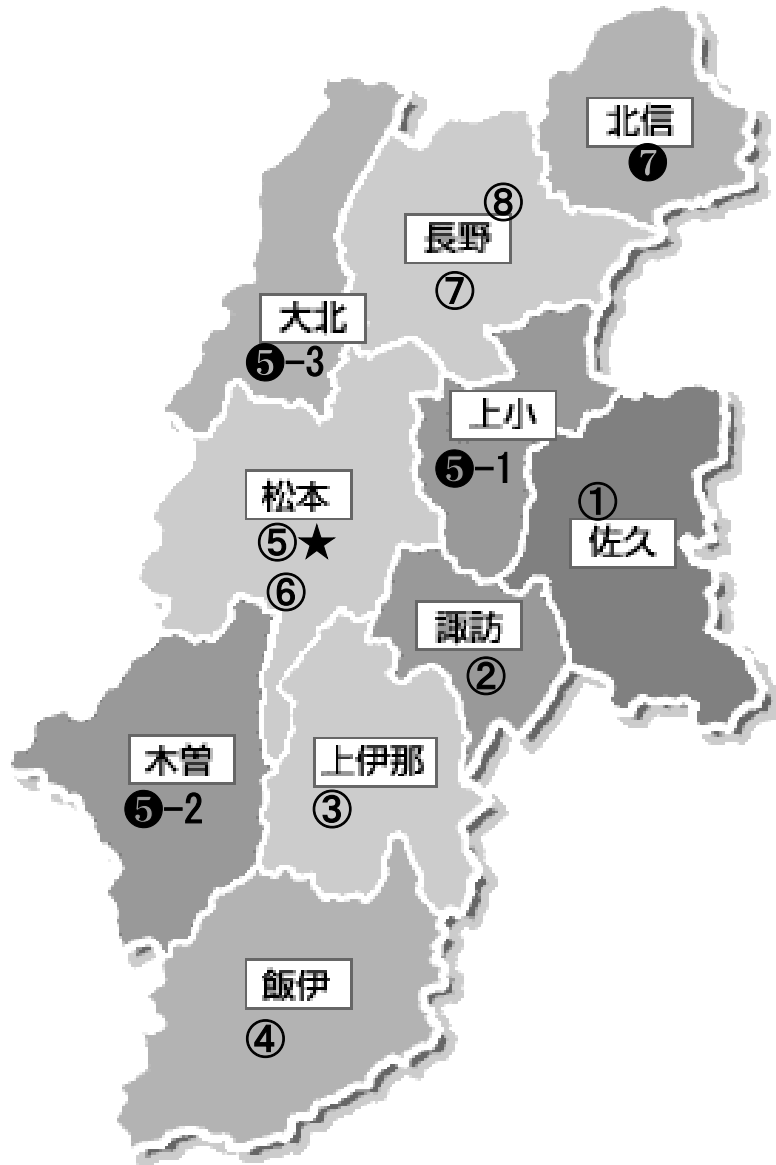 北信
❼
⑧
長野
⑦
大北
❺-3
上小
❺-1
①
佐久
松本
⑤★
⑥
諏訪
②
木曽
❺-2
上伊那
③
飯伊
④